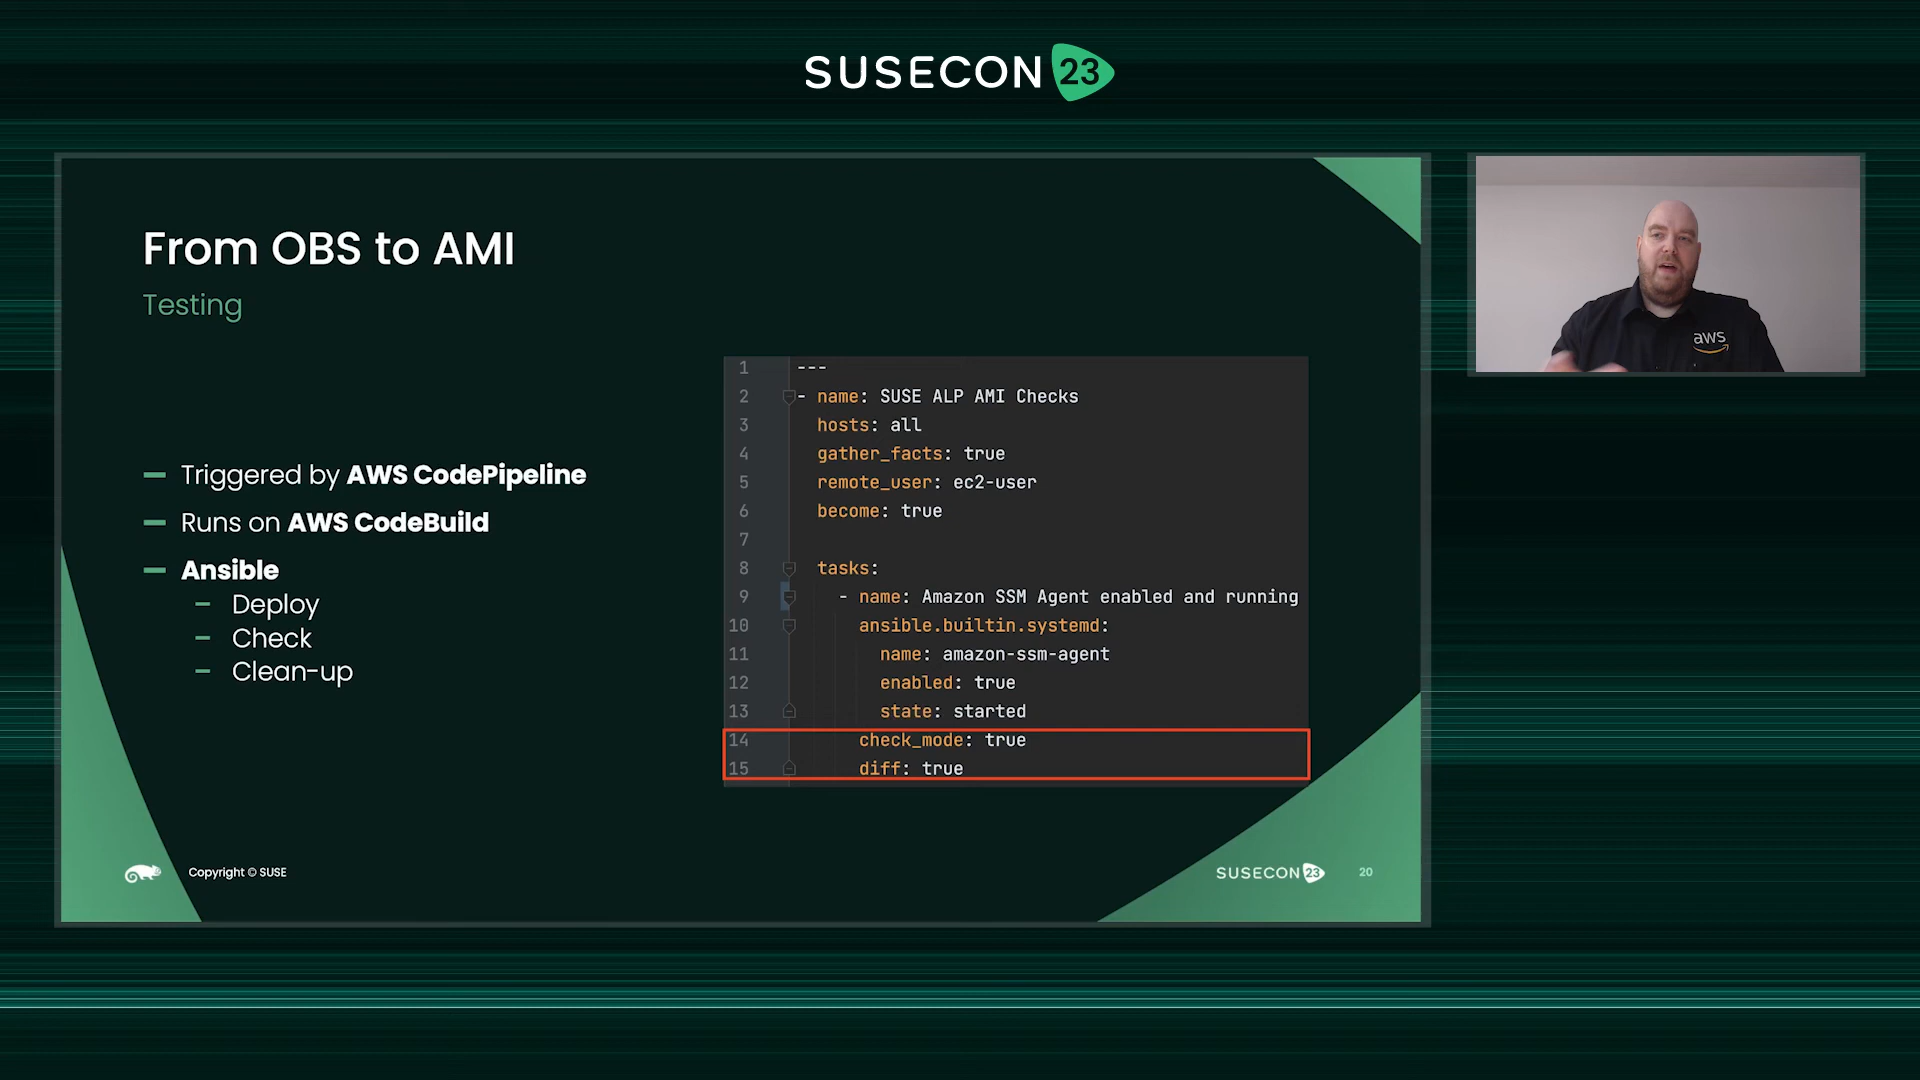 SUSECON 23
From OBS to AMI
Testing
Triggered by AWS CodePipeline
Runs on AWS CodeBuild
Ansible
Deploy
Check
Clean-up
1 ---
2 - name: SUSE ALP AMI Checks
3 hosts: all
4 gather_facts: true
5 remote_user: ec2-user
6 become: true
7
8 tasks:
9 - name: Amazon SSM Agent enabled and running
10 ansible.builtin.systemd:
11 name: amazon-ssm-agent
12 enabled: true
13 state: started
14 check_mode: true
15 diff: true
Copyright © SUSE
SUSECON 23
20
aws